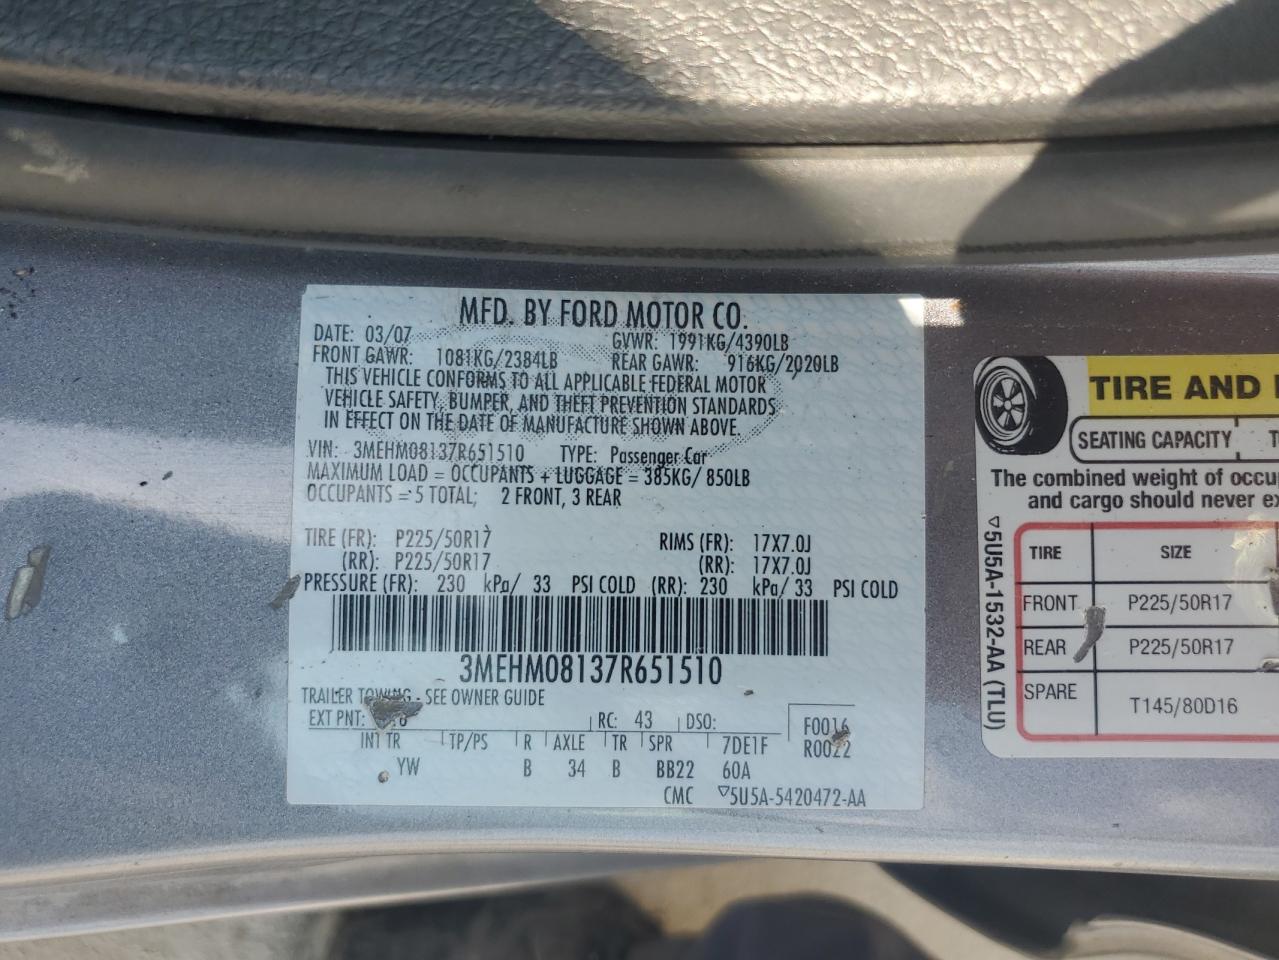 MFD. BY FORD MOTOR CO.
DATE: 03/07 GVWR: 1991KG/4390LB
FRONT GAWR: 1081KG/2384LB REAR GAWR: 916KG/2020LB
THIS VEHICLE CONFORMS TO ALL APPLICABLE FEDERAL MOTOR
VEHICLE SAFETY, BUMPER, AND THEFT PREVENTION STANDARDS
IN EFFECT ON THE DATE OF MANUFACTURE SHOWN ABOVE.
VIN: 3MEHM08137R651510 TYPE: Passenger Car
MAXIMUM LOAD = OCCUPANTS + LUGGAGE = 385KG/ 850LB
OCCUPANTS = 5 TOTAL; 2 FRONT, 3 REAR
TIRE (FR): P225/50R17 RIMS (FR): 17X7.0J
(RR): P225/50R17 (RR): 17X7.0J
PRESSURE (FR): 230 kPa/ 33 PSI COLD (RR): 230 kPa/ 33 PSI COLD
3MEHM08137R651510
TRAILER TOWING - SEE OWNER GUIDE
EXT PNT: RC: 43 DSO: F0016
INT TR TP/PS R AXLE TR SPR 7DE1F R0022
YW B 34 B BB22 60A
CMC ▽5U5A-5420472-AA
TIRE AND
SEATING CAPACITY
The combined weight of
and cargo should never
▽5U5A-1532-AA (TLU)
TIRE SIZE
FRONT P225/50R17
REAR P225/50R17
SPARE T145/80D16